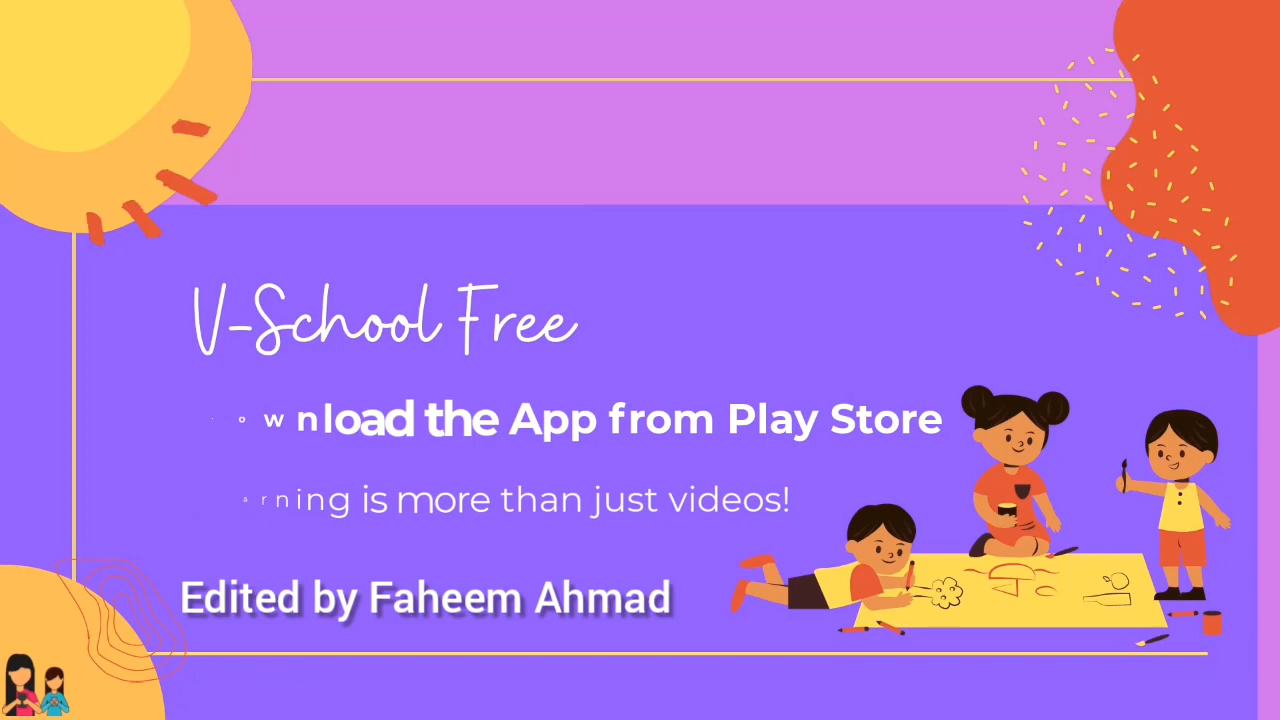 V-School Free
ownload the App from Play Store
arning is more than just videos!
Edited by Faheem Ahmad